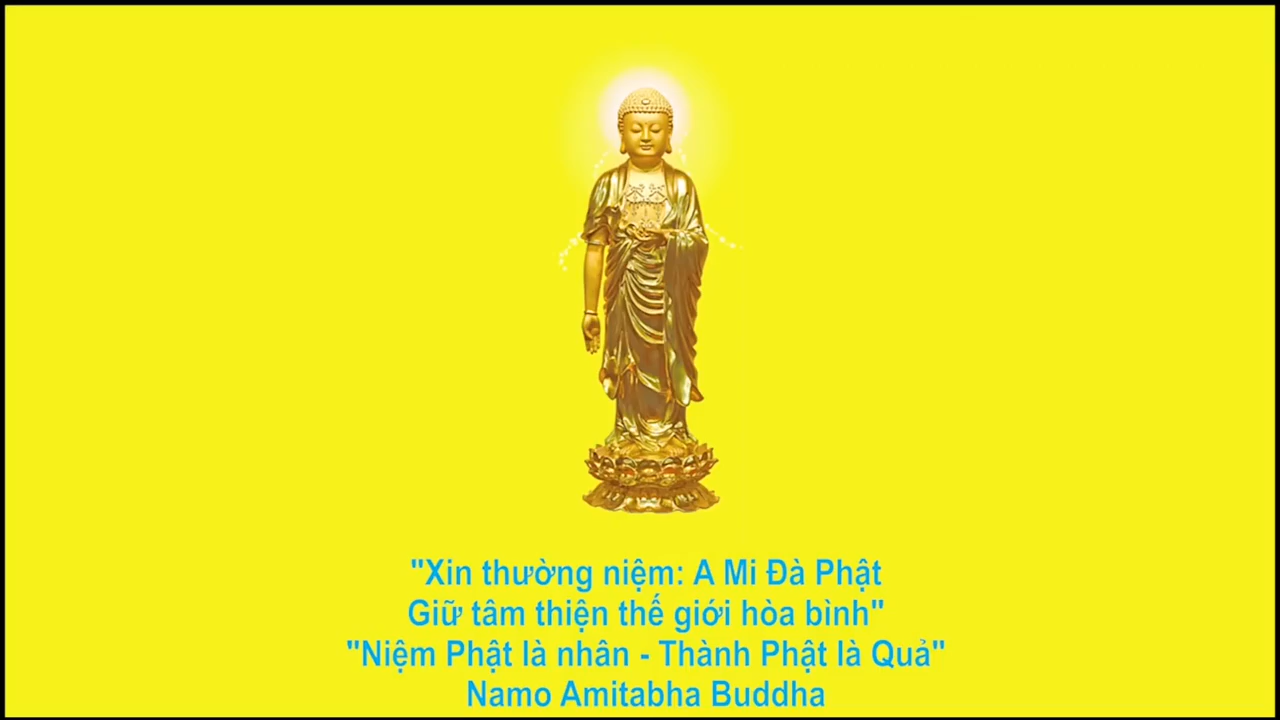 "Xin thường niệm: A Mi Đà Phật
Giữ tâm thiện thế giới hòa bình"
"Niệm Phật là nhân - Thành Phật là Quả"
Namo Amitabha Buddha